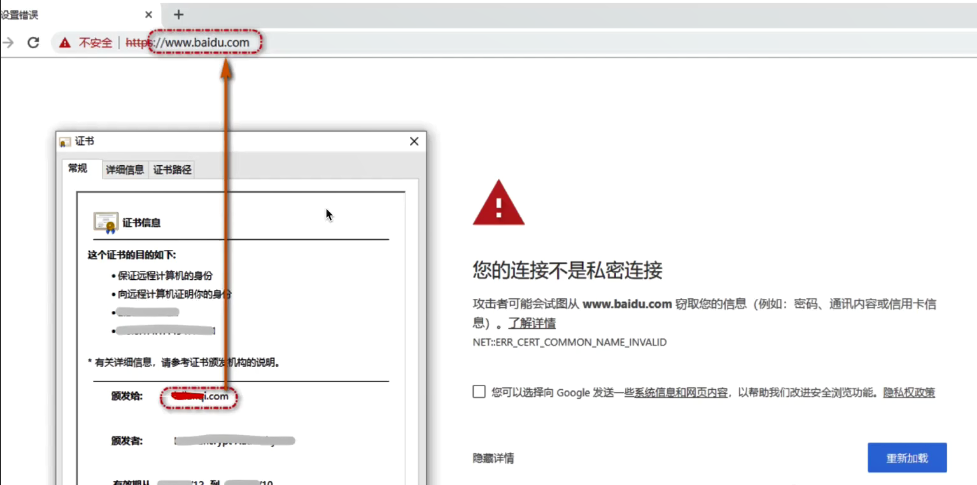 设置错误
不安全 https://www.baidu.com
证书
常规 详细信息 证书路径
证书信息
这个证书的目的如下:
• 保证远程计算机的身份
• 向远程计算机证明你的身份
* 有关详细信息，请参考证书颁发机构的说明。
颁发给: i.com
颁发者:
有效期从 /12 到 /10
您的连接不是私密连接
攻击者可能会试图从 www.baidu.com 窃取您的信息（例如：密码、通讯内容或信用卡信
息）。了解详情
NET::ERR_CERT_COMMON_NAME_INVALID
您可以选择向 Google 发送一些系统信息和网页内容，以帮助我们改进安全浏览功能。隐私权政策
隐藏详情
重新加载